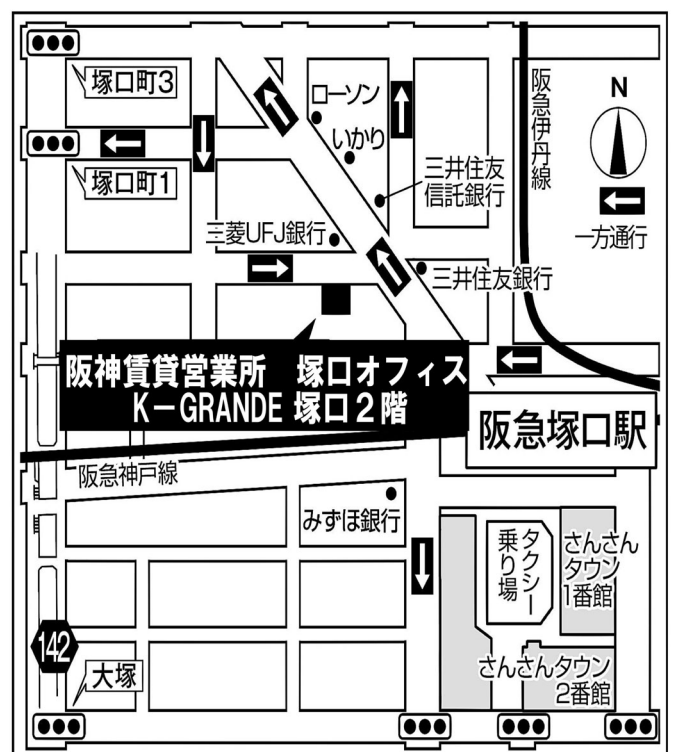 塚口町3
ローソン
いかり
阪急伊丹線
N
塚口町1
三井住友
信託銀行
一方通行
三菱UFJ銀行
三井住友銀行
阪神賃貸営業所　塚口オフィス
K－GRANDE 塚口２階
阪急塚口駅
阪急神戸線
みずほ銀行
タクシー
乗り場
さんさん
タウン
1番館
142
大塚
さんさんタウン
2番館